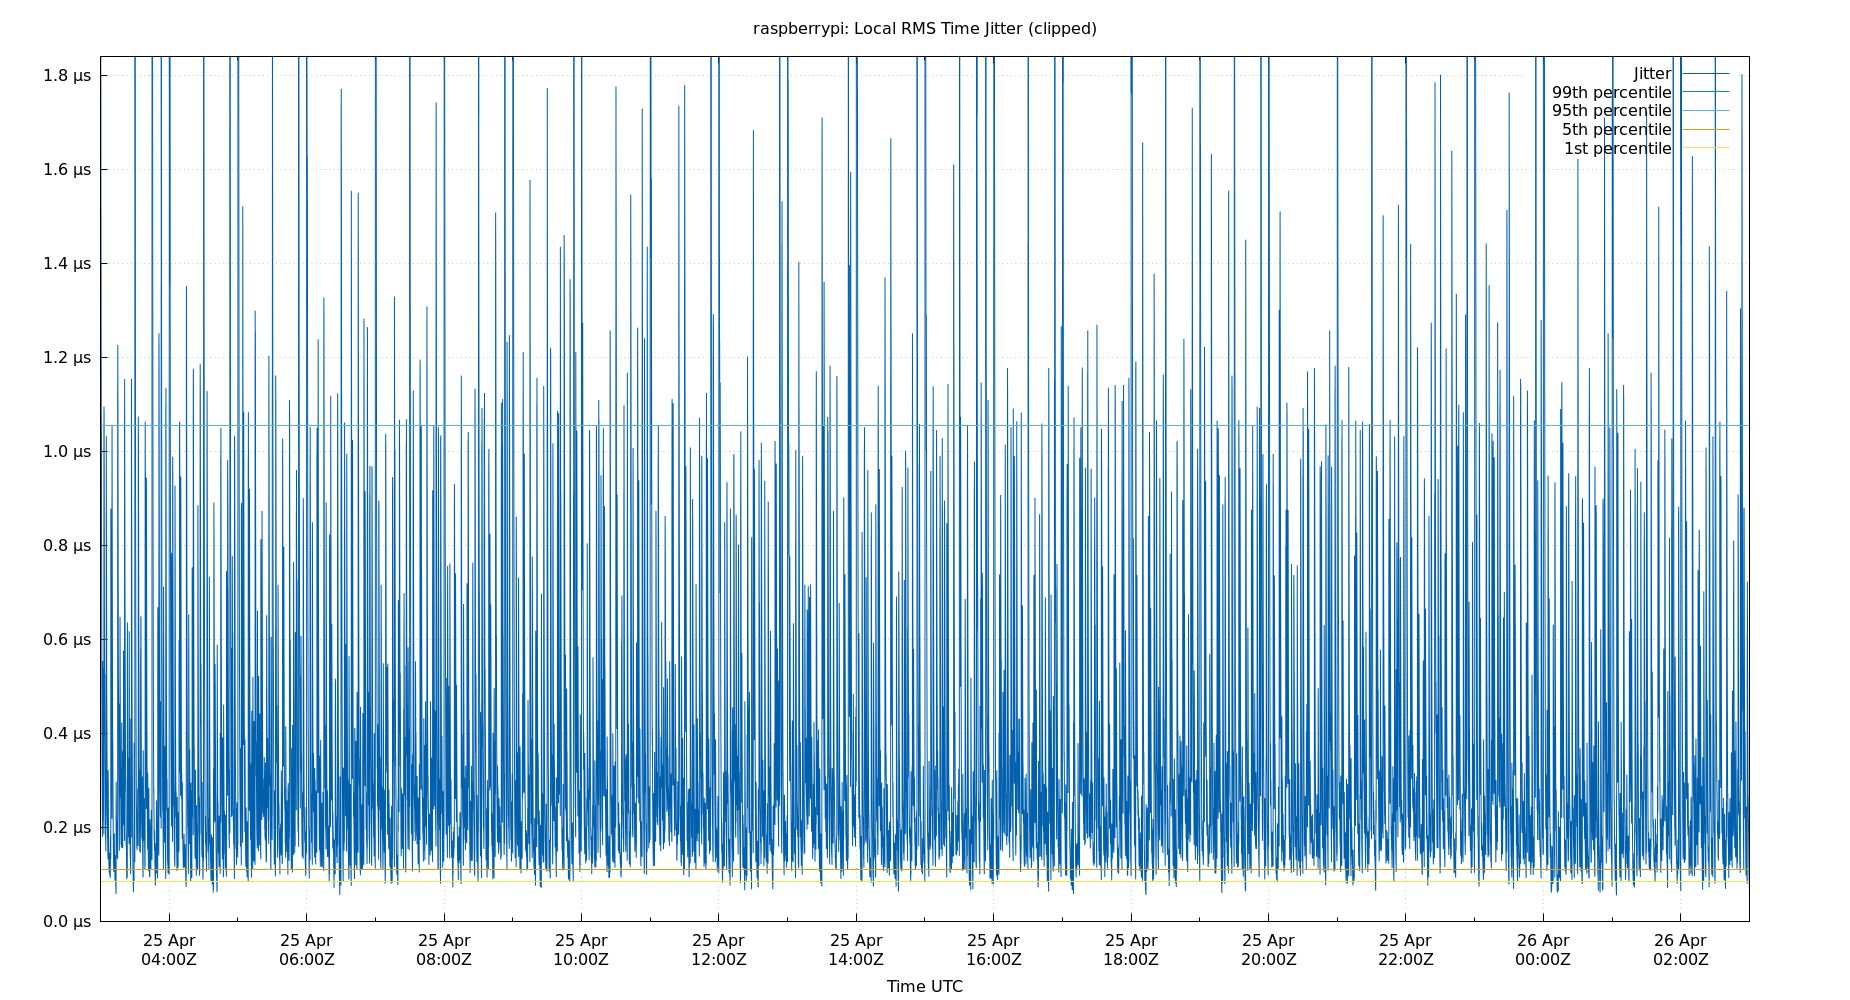 raspberrypi: Local RMS Time Jitter (clipped)
1.8 µs
1.6 µs
1.4 µs
1.2 µs
1.0 µs
0.8 µs
0.6 µs
0.4 µs
0.2 µs
0.0 µs
Jitter
99th percentile
95th percentile
5th percentile
1st percentile
25 Apr 25 Apr 25 Apr 25 Apr 25 Apr 25 Apr 25 Apr 25 Apr 25 Apr 25 Apr 26 Apr 26 Apr
04:00Z 06:00Z 08:00Z 10:00Z 12:00Z 14:00Z 16:00Z 18:00Z 20:00Z 22:00Z 00:00Z 02:00Z
Time UTC